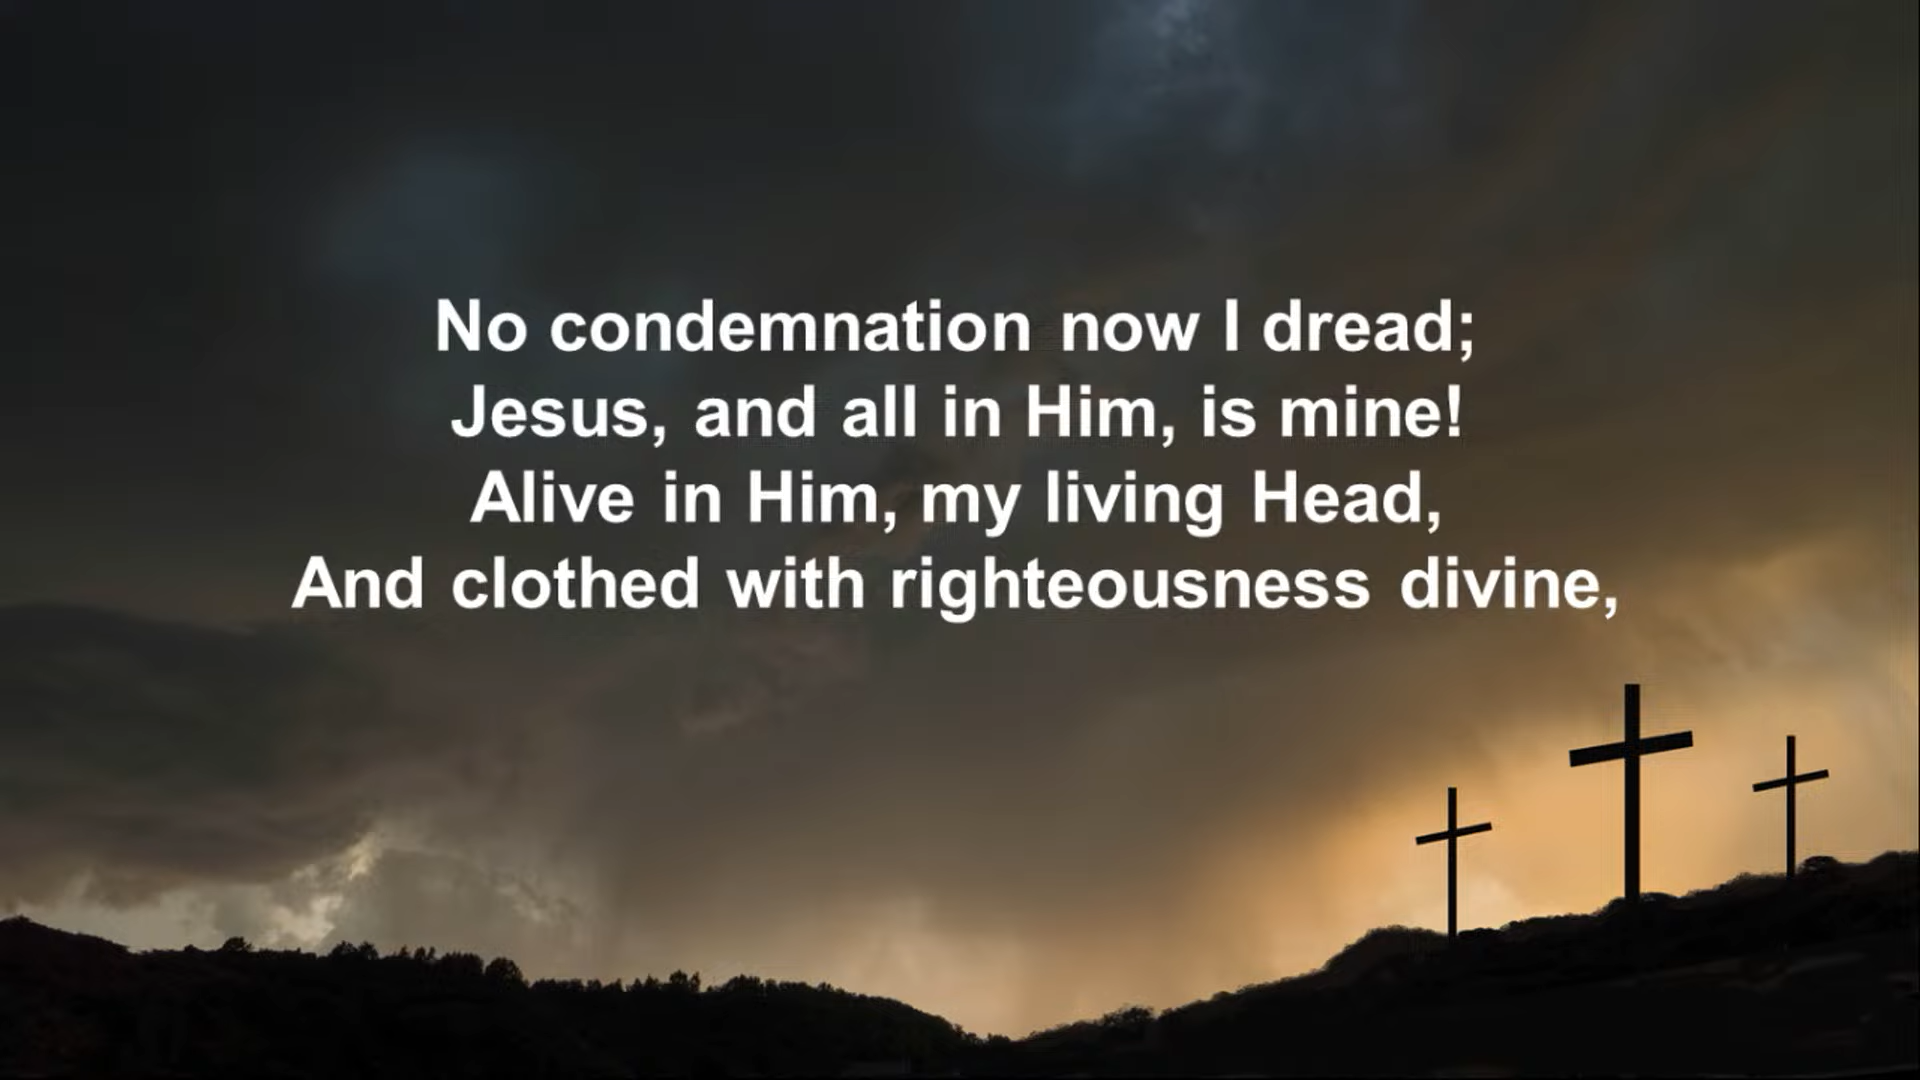 No condemnation now I dread;
Jesus, and all in Him, is mine!
Alive in Him, my living Head,
And clothed with righteousness divine,